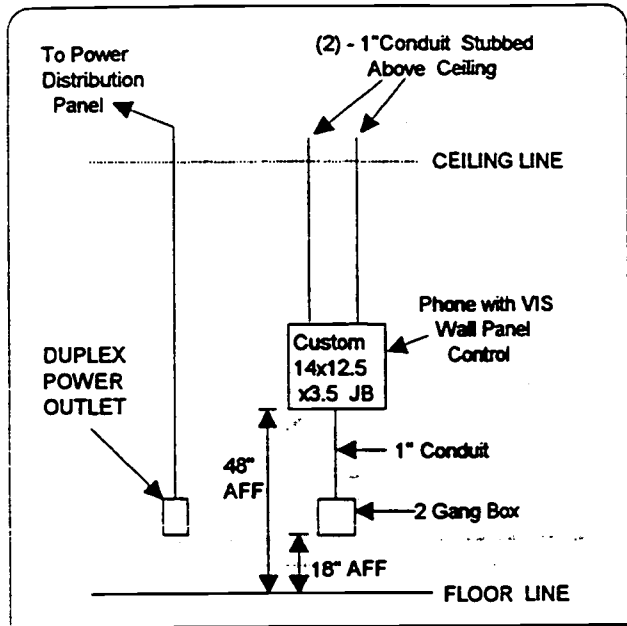 To Power
Distribution
Panel
(2) - 1"Conduit Stubbed
Above Ceiling
CEILING LINE
Custom
14x12.5
x3.5 JB
Phone with VIS
Wall Panel
Control
DUPLEX
POWER
OUTLET
48"
AFF
1" Conduit
2 Gang Box
18" AFF
FLOOR LINE